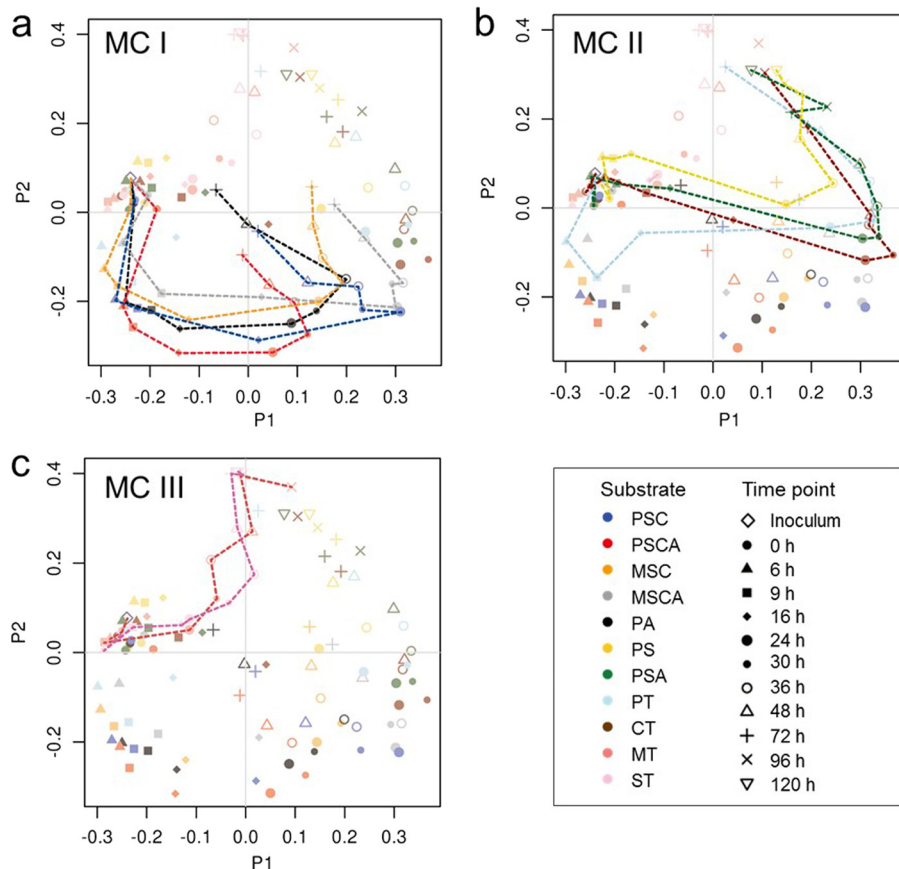 a MC I
P2
0.4
0.2
0.0
-0.2
-0.3 -0.2 -0.1 0.0 0.1 0.2 0.3
P1
b MC II
P2
0.4
0.2
0.0
-0.2
-0.3 -0.2 -0.1 0.0 0.1 0.2 0.3
P1
c MC III
P2
0.4
0.2
0.0
-0.2
-0.3 -0.2 -0.1 0.0 0.1 0.2 0.3
P1
Substrate
PSC
PSCA
MSC
MSCA
PA
PS
PSA
PT
CT
MT
ST
Time point
Inoculum
0 h
6 h
9 h
16 h
24 h
30 h
36 h
48 h
72 h
96 h
120 h